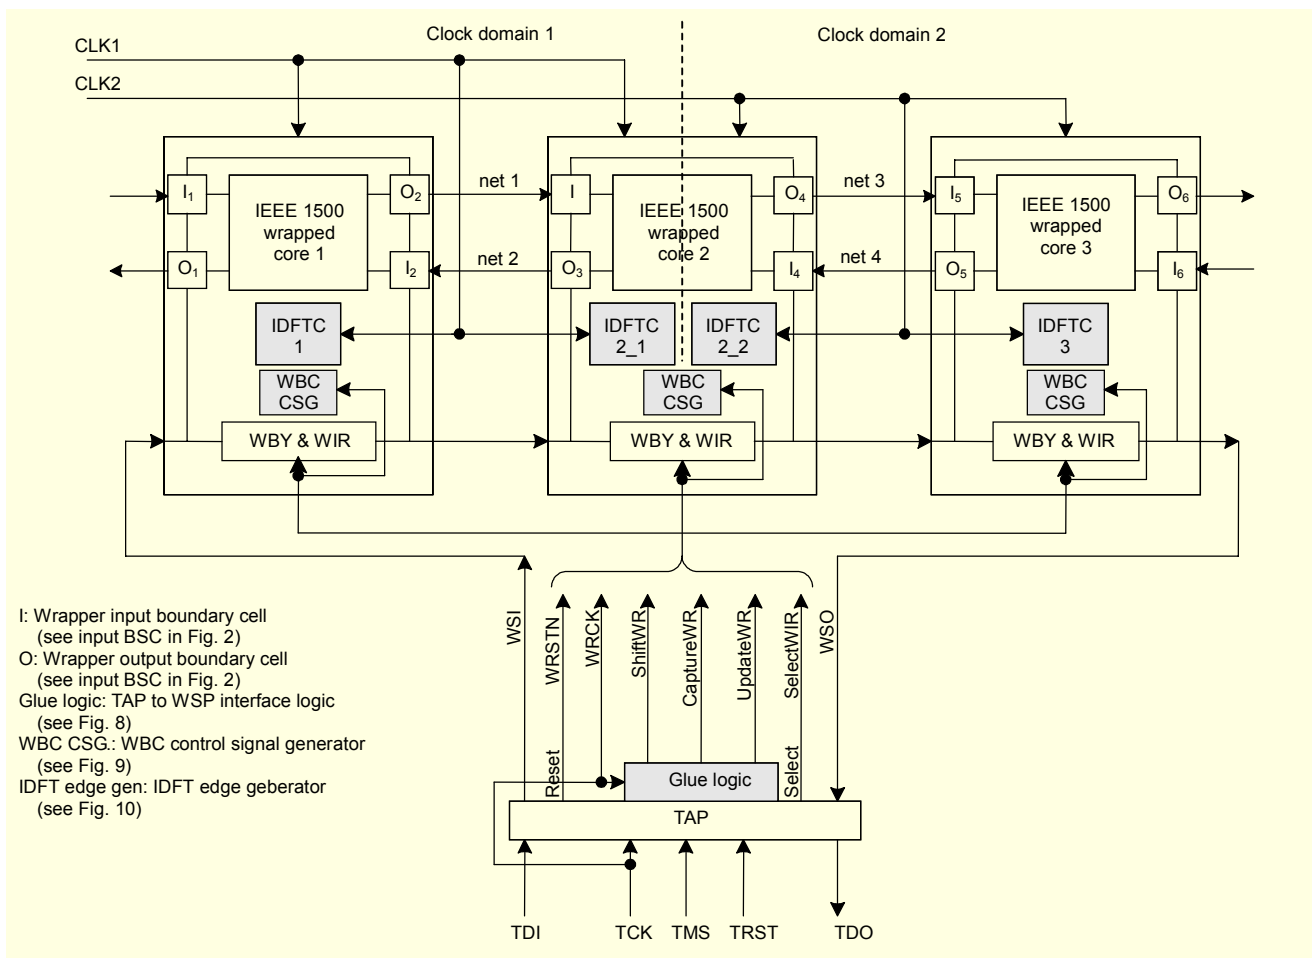 Clock domain 1
Clock domain 2
CLK1
CLK2
I1
O2
net 1
I
O4
net 3
I5
O6
IEEE 1500
wrapped
core 1
IEEE 1500
wrapped
core 2
IEEE 1500
wrapped
core 3
O1
I2
net 2
O3
I4
net 4
O5
I6
IDFTC
1
IDFTC
2_1
IDFTC
2_2
IDFTC
3
WBC
CSG
WBC
CSG
WBC
CSG
WBY & WIR
WBY & WIR
WBY & WIR
WSI
WRSTN
WRCK
ShiftWR
CaptureWR
UpdateWR
SelectWIR
WSO
I: Wrapper input boundary cell
(see input BSC in Fig. 2)
O: Wrapper output boundary cell
(see input BSC in Fig. 2)
Glue logic: TAP to WSP interface logic
(see Fig. 8)
WBC CSG.: WBC control signal generator
(see Fig. 9)
IDFT edge gen: IDFT edge geberator
(see Fig. 10)
Reset
Glue logic
Select
TAP
TDI
TCK
TMS
TRST
TDO